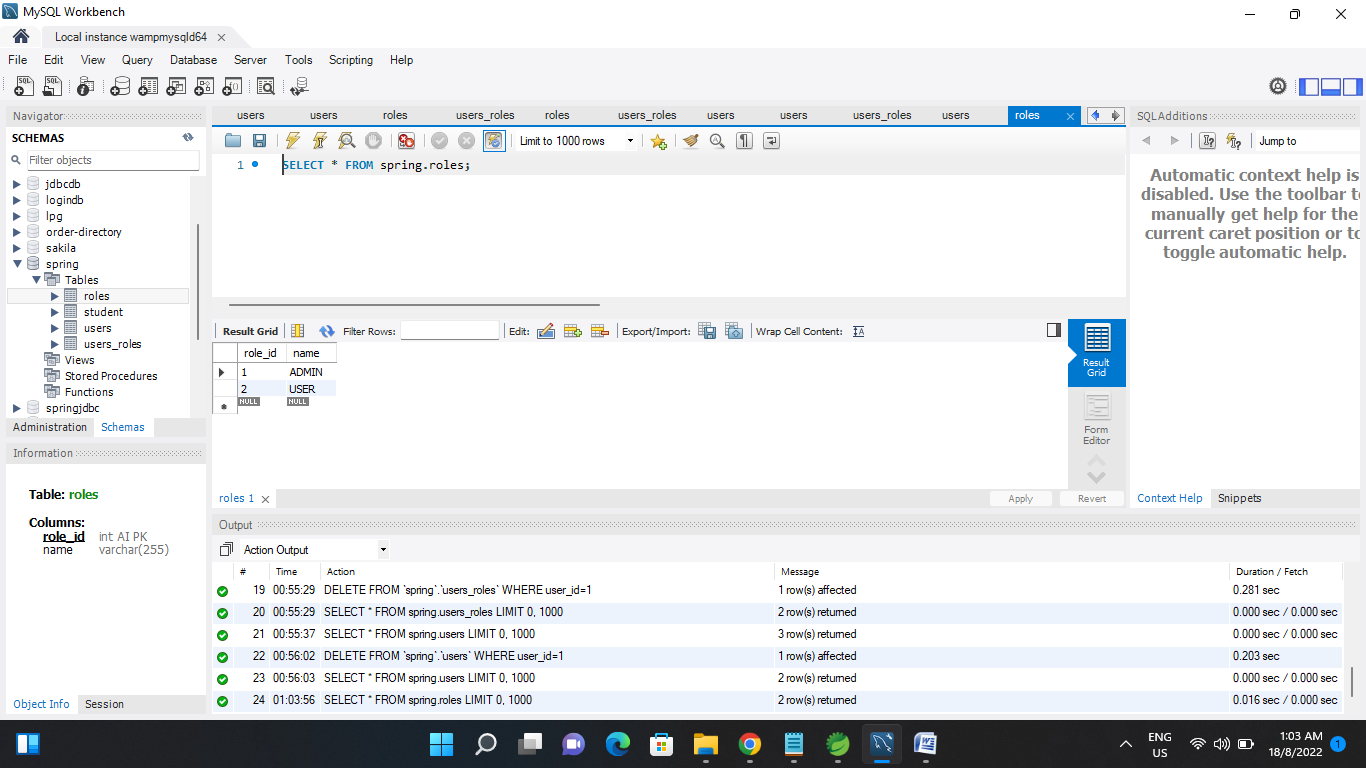 MySQL Workbench
Local instance wampmysqld64
File Edit View Query Database Server Tools Scripting Help
Navigator
SCHEMAS
Filter objects
jdbcdb
logindb
lpg
order-directory
sakila
spring
Tables
roles
student
users
users_roles
Views
Stored Procedures
Functions
springjdbc
Administration Schemas
Information
Table: roles
Columns:
role_id int AI PK
name varchar(255)
Object Info Session
users users roles users_roles roles users_roles users users users_roles users roles
Limit to 1000 rows
1 SELECT * FROM spring.roles;
Result Grid Filter Rows: Edit: Export/Import: Wrap Cell Content:
role_id name
1 ADMIN
2 USER
NULL NULL
Result Grid
Form Editor
roles 1
Apply Revert
SQLAdditions
Jump to
Automatic context help is
disabled. Use the toolbar to
manually get help for the
current caret position or to
toggle automatic help.
Context Help Snippets
Output
Action Output
# Time Action Message Duration / Fetch
19 00:55:29 DELETE FROM `spring`.`users_roles` WHERE user_id=1 1 row(s) affected 0.281 sec
20 00:55:29 SELECT * FROM spring.users_roles LIMIT 0, 1000 2 row(s) returned 0.000 sec / 0.000 sec
21 00:55:37 SELECT * FROM spring.users LIMIT 0, 1000 3 row(s) returned 0.000 sec / 0.000 sec
22 00:56:02 DELETE FROM `spring`.`users` WHERE user_id=1 1 row(s) affected 0.203 sec
23 00:56:03 SELECT * FROM spring.users LIMIT 0, 1000 2 row(s) returned 0.000 sec / 0.000 sec
24 01:03:56 SELECT * FROM spring.roles LIMIT 0, 1000 2 row(s) returned 0.016 sec / 0.000 sec
ENG
US
1:03 AM
18/8/2022
1